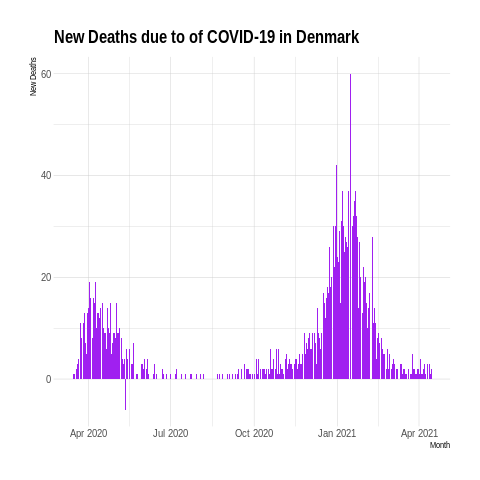 New Deaths due to of COVID-19 in Denmark
New Deaths
60
40
20
0
Apr 2020 Jul 2020 Oct 2020 Jan 2021 Apr 2021
Month